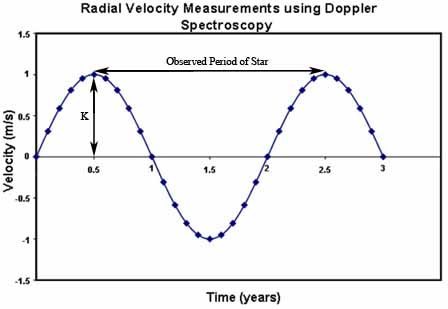 Radial Velocity Measurements using Doppler
Spectroscopy
1.5
Observed Period of Star
1
K
0.5
Velocity (m/s)
0
0.5
1
1.5
2
2.5
3
-0.5
-1
-1.5
Time (years)